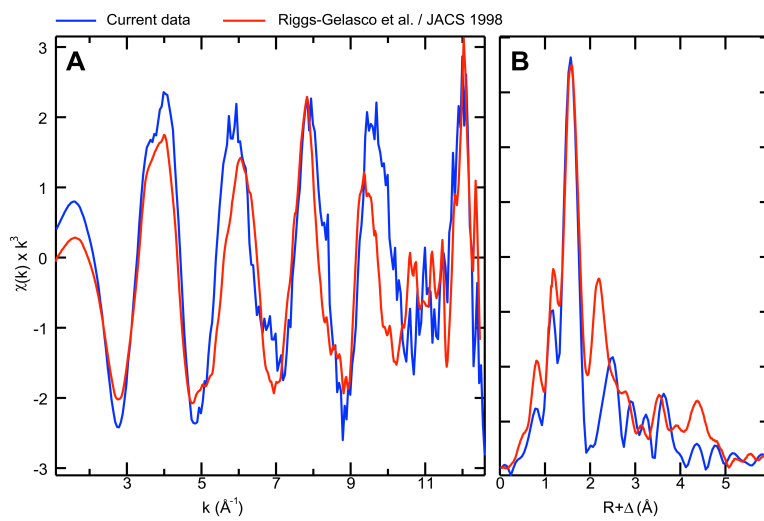 Current data
Riggs-Gelasco et al. / JACS 1998
A
B
3
2
1
0
-1
-2
-3
χ(k) x k³
3
5
7
9
11
k (Å⁻¹)
0
1
2
3
4
5
R+Δ (Å)